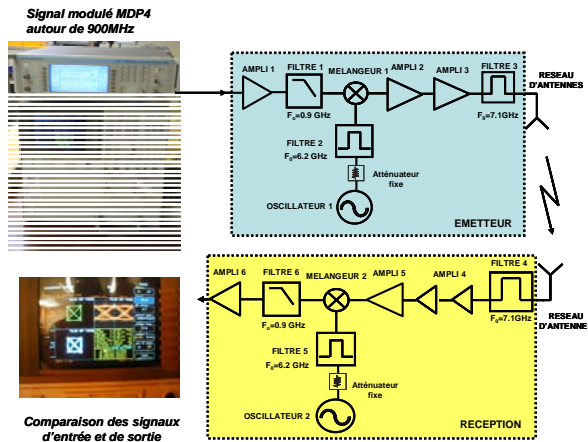 Signal modulé MDP4
autour de 900MHz
AMPLI 1
FILTRE 1
MELANGEUR 1
AMPLI 2
AMPLI 3
FILTRE 3
RESEAU
D'ANTENNES
Fo=0.9 GHz
F0=7.1GHz
FILTRE 2
F0=6.2 GHz
Atténuateur
fixe
OSCILLATEUR 1
EMETTEUR
AMPLI 6
FILTRE 6
MELANGEUR 2
AMPLI 5
AMPLI 4
FILTRE 4
Fo=0.9 GHz
F0=7.1GHz
RESEAU
D'ANTENNE
FILTRE 5
F0=6.2 GHz
Atténuateur
fixe
OSCILLATEUR 2
RECEPTION
Comparaison des signaux
d'entrée et de sortie